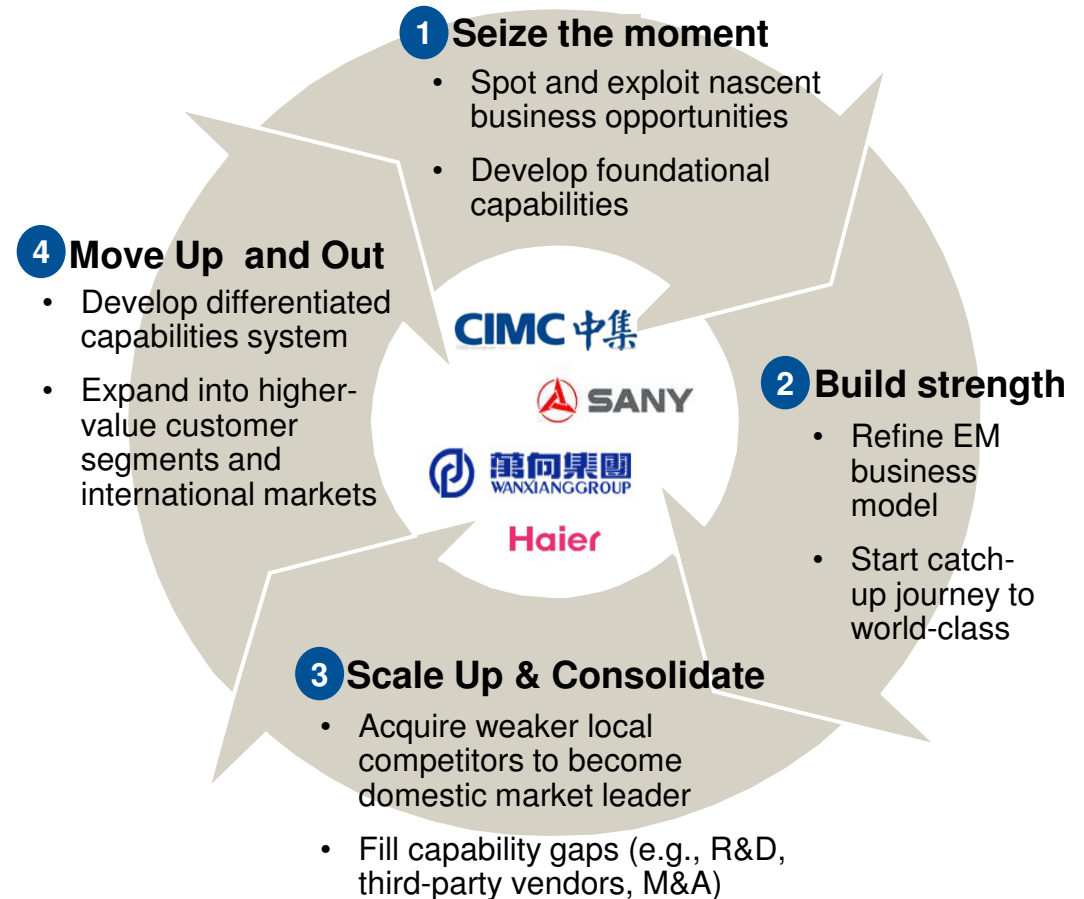 1 Seize the moment
• Spot and exploit nascent
business opportunities
• Develop foundational
capabilities
4 Move Up and Out
• Develop differentiated
capabilities system
• Expand into higher-
value customer
segments and
international markets
CIMC 中集
SANY
萬向集團
WANXIANGGROUP
Haier
2 Build strength
• Refine EM
business
model
• Start catch-
up journey to
world-class
3 Scale Up & Consolidate
• Acquire weaker local
competitors to become
domestic market leader
• Fill capability gaps (e.g., R&D,
third-party vendors, M&A)